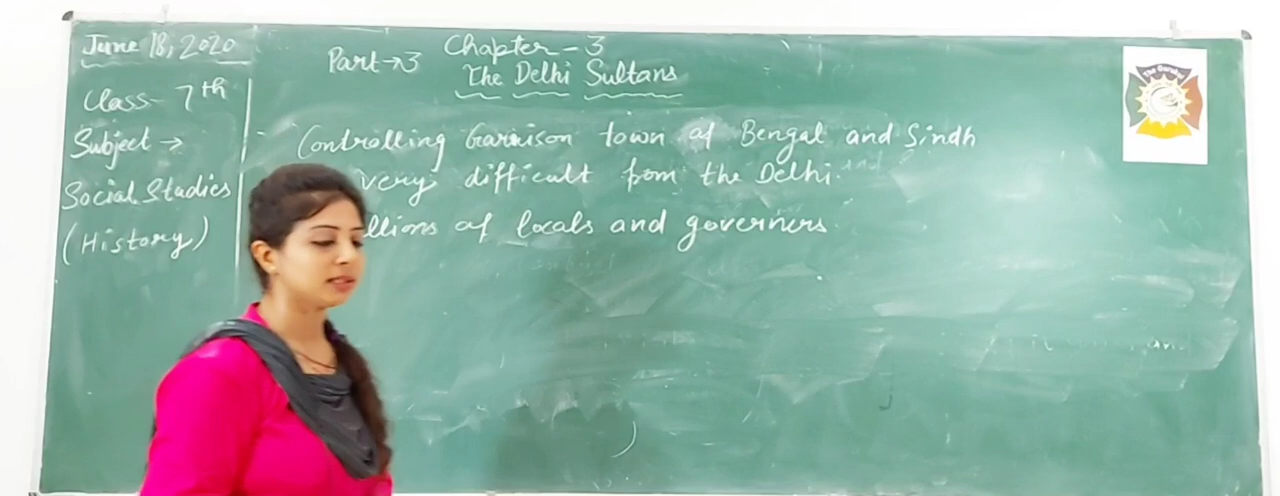 June 18, 2020
Class- 7th
Subject →
Social Studies
(History)
Part→3
Chapter - 3
The Delhi Sultans
Controlling Garrison town of Bengal and Sindh
very difficult from the Delhi.
of locals and governers.